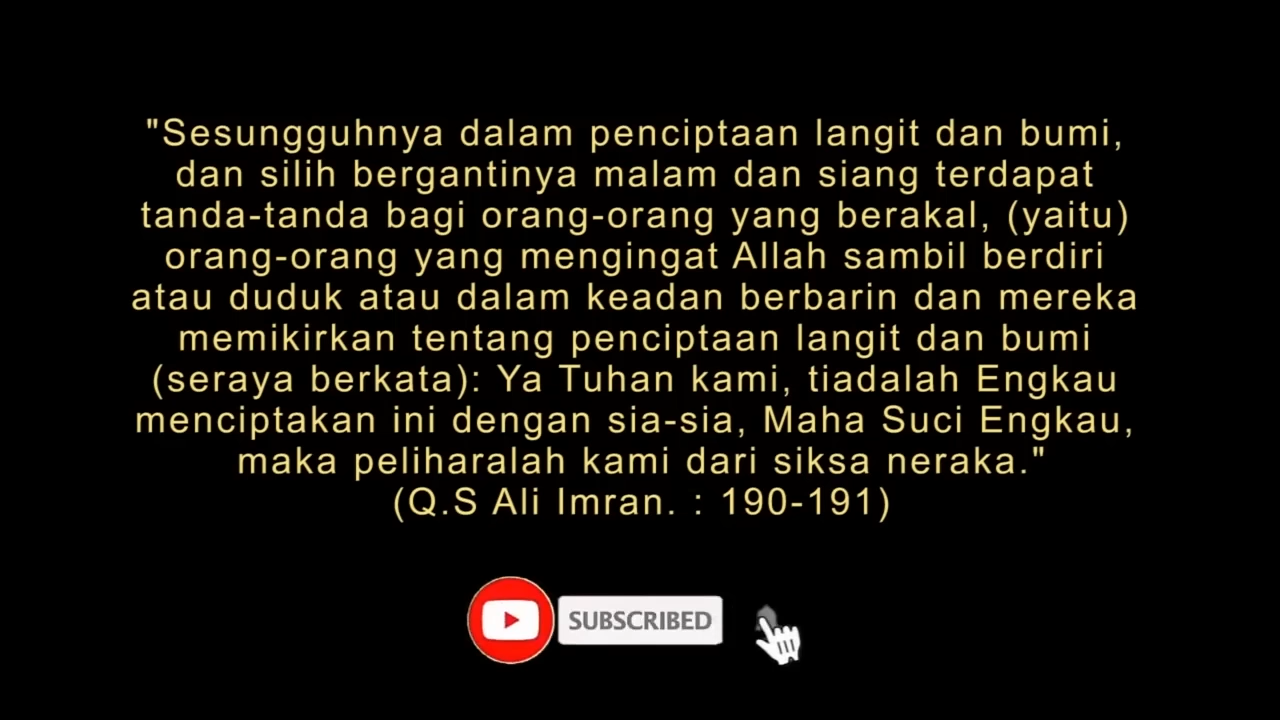 "Sesungguhnya dalam penciptaan langit dan bumi,
dan silih bergantinya malam dan siang terdapat
tanda-tanda bagi orang-orang yang berakal, (yaitu)
orang-orang yang mengingat Allah sambil berdiri
atau duduk atau dalam keadan berbarin dan mereka
memikirkan tentang penciptaan langit dan bumi
(seraya berkata): Ya Tuhan kami, tiadalah Engkau
menciptakan ini dengan sia-sia, Maha Suci Engkau,
maka peliharalah kami dari siksa neraka."
(Q.S Ali Imran. : 190-191)
SUBSCRIBED